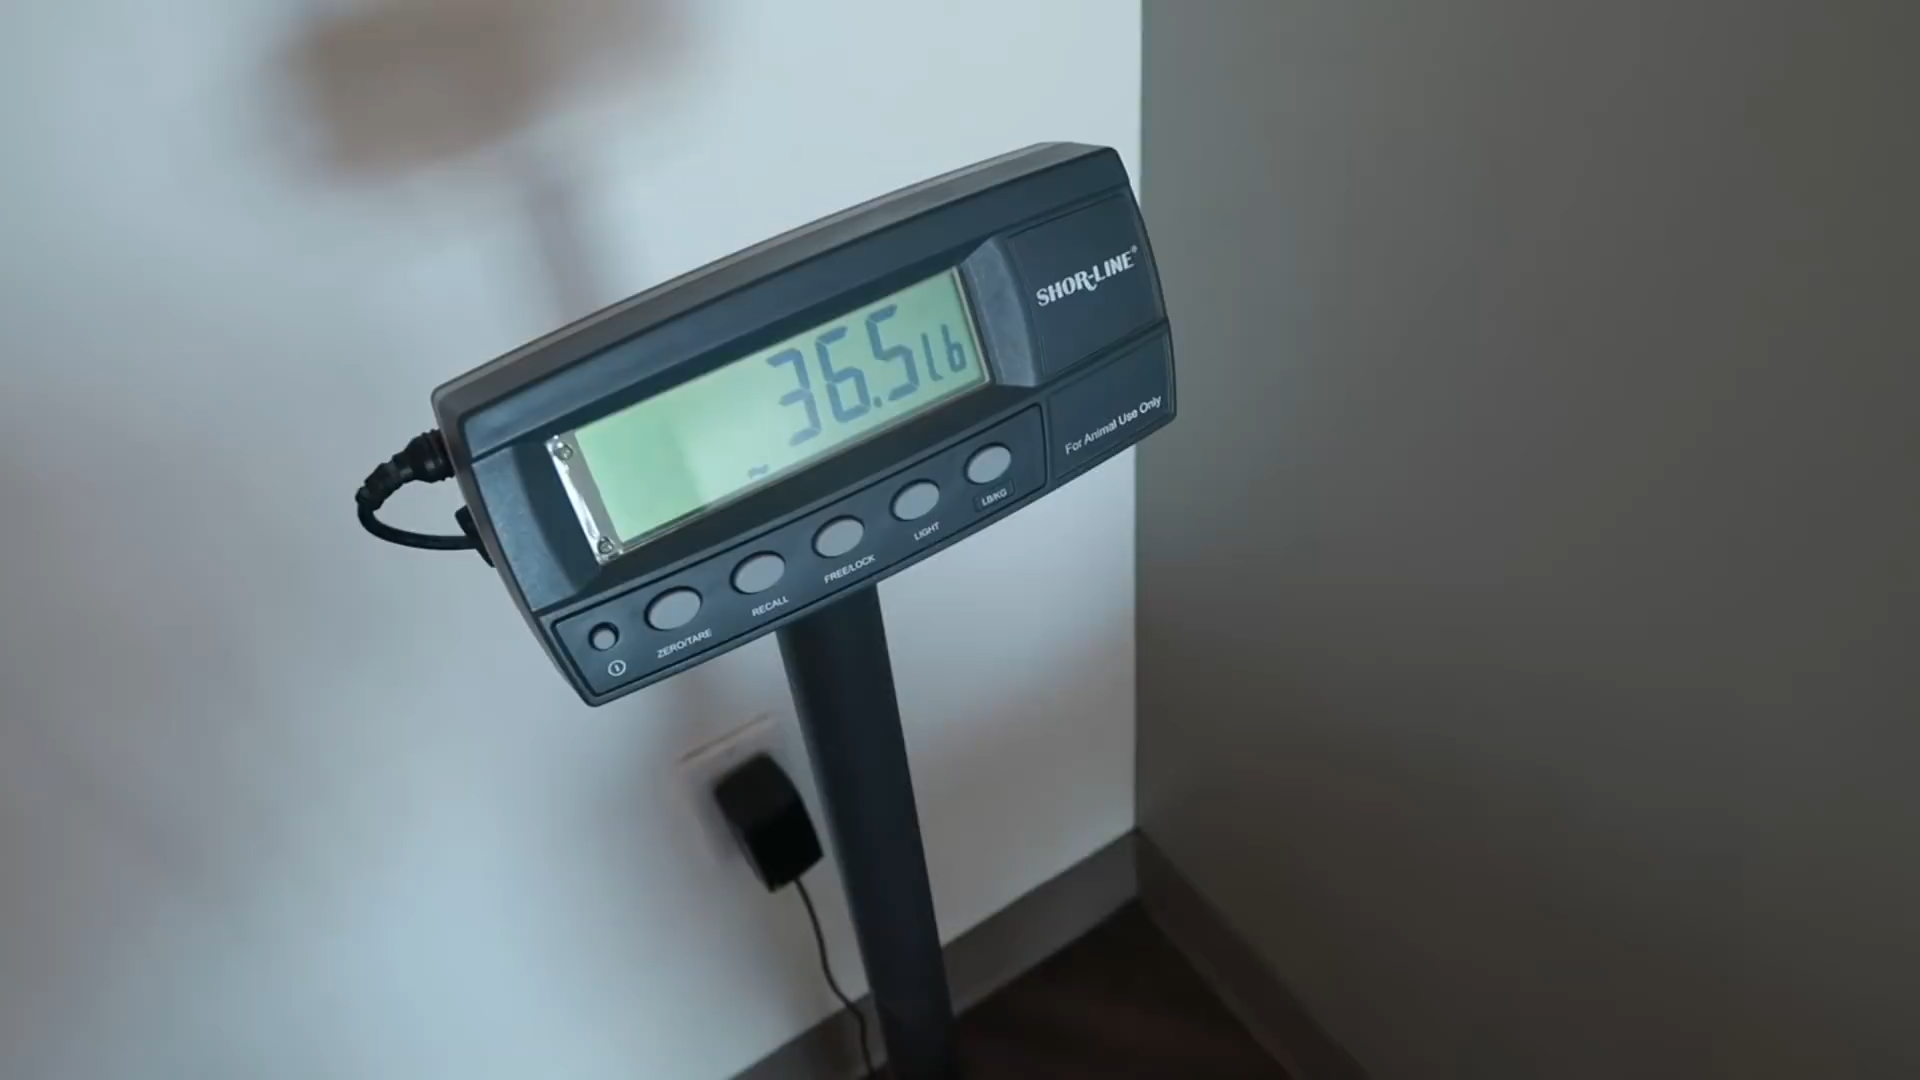 SHOR-LINE®
36.5 lb
For Animal Use Only
ZERO/TARE
RECALL
FREE/LOCK
LIGHT
LB/KG